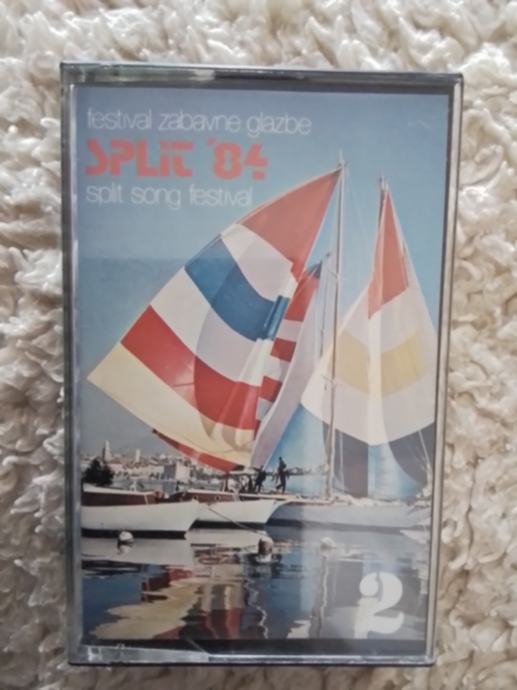 festival zabavne glazbe
SPLIT '84
split song festival
2